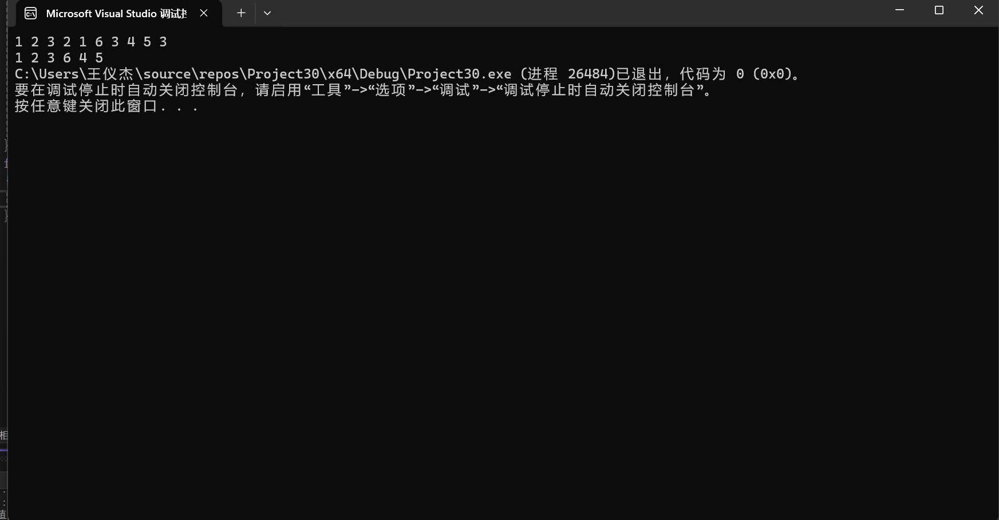 Microsoft Visual Studio 调试
1 2 3 2 1 6 3 4 5 3
1 2 3 6 4 5
C:\Users\王仪杰\source\repos\Project30\x64\Debug\Project30.exe (进程 26484)已退出，代码为 0 (0x0)。
要在调试停止时自动关闭控制台，请启用“工具”->“选项”->“调试”->“调试停止时自动关闭控制台”。
按任意键关闭此窗口. . .
}
f
}
相
:
:
值